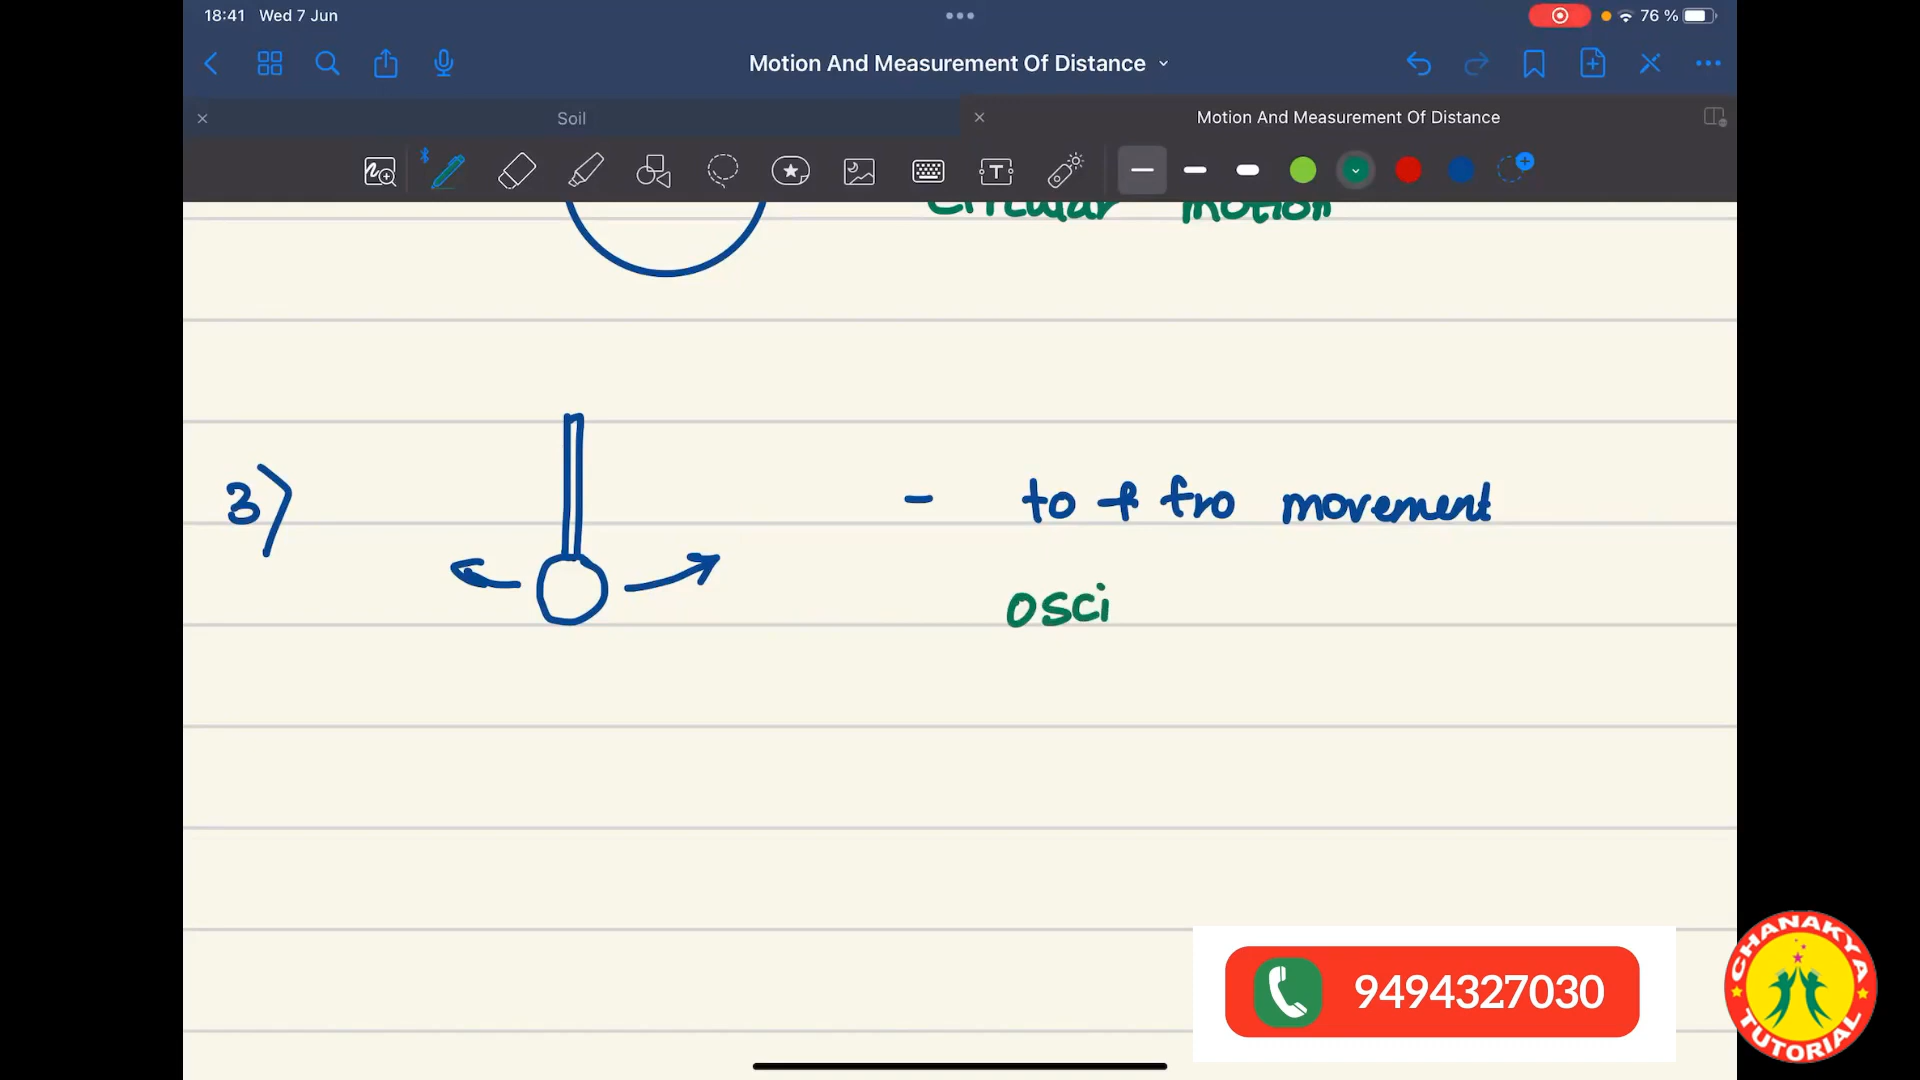 18:41 Wed 7 Jun
76 %
Motion And Measurement Of Distance
Soil
Motion And Measurement Of Distance
T
Circular motion
3)
- to & fro movement
osci
9494327030
CHANAKYA
TUTORIAL